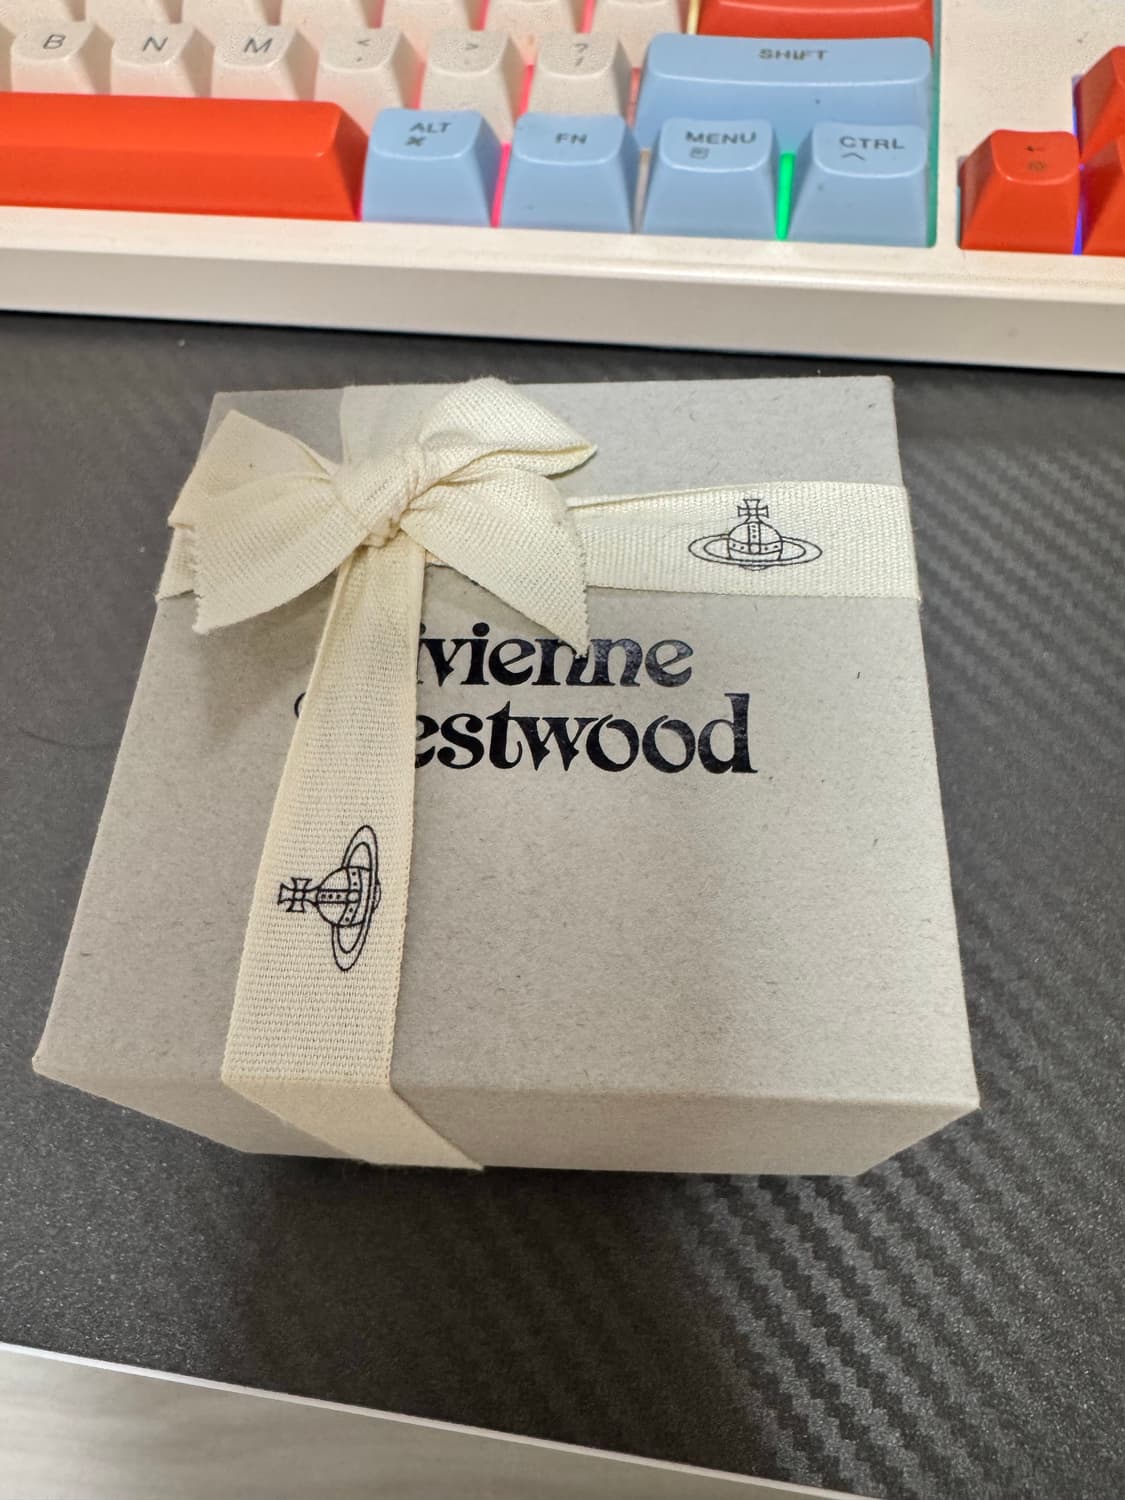 B N M < , > . ? /
SHIFT
ALT FN MENU CTRL
←
ivienne
estwood